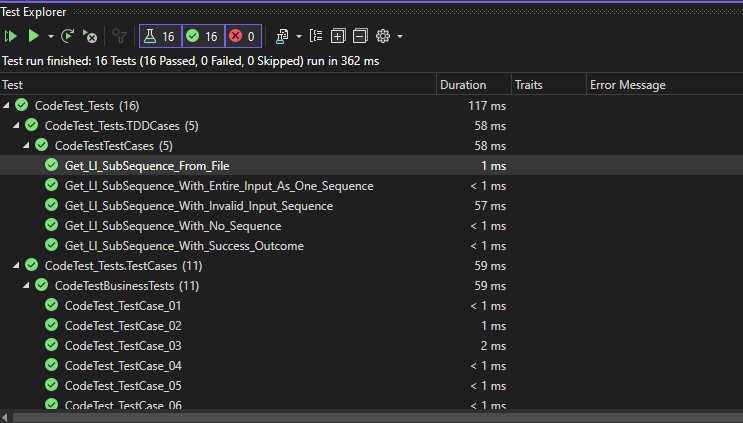 Test Explorer
16 16 0
Test run finished: 16 Tests (16 Passed, 0 Failed, 0 Skipped) run in 362 ms
Test Duration Traits Error Message
CodeTest_Tests (16) 117 ms
CodeTest_Tests.TDDCases (5) 58 ms
CodeTestTestCases (5) 58 ms
Get_LI_SubSequence_From_File 1 ms
Get_LI_SubSequence_With_Entire_Input_As_One_Sequence < 1 ms
Get_LI_SubSequence_With_Invalid_Input_Sequence 57 ms
Get_LI_SubSequence_With_No_Sequence < 1 ms
Get_LI_SubSequence_With_Success_Outcome < 1 ms
CodeTest_Tests.TestCases (11) 59 ms
CodeTestBusinessTests (11) 59 ms
CodeTest_TestCase_01 < 1 ms
CodeTest_TestCase_02 1 ms
CodeTest_TestCase_03 2 ms
CodeTest_TestCase_04 < 1 ms
CodeTest_TestCase_05 < 1 ms
CodeTest_TestCase_06 < 1 ms